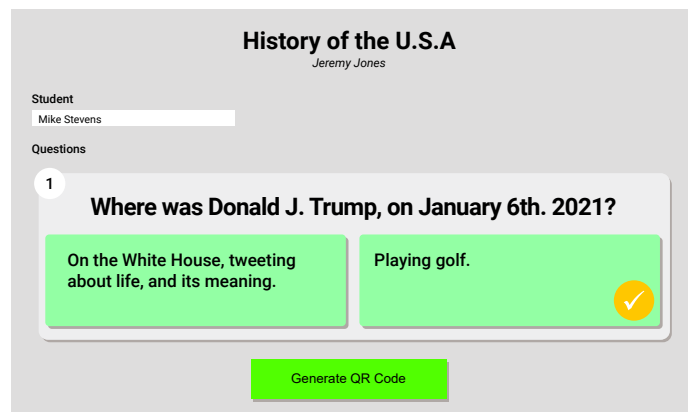 History of the U.S.A
Jeremy Jones
Student
Mike Stevens
Questions
1
Where was Donald J. Trump, on January 6th. 2021?
On the White House, tweeting
about life, and its meaning.
Playing golf.
Generate QR Code